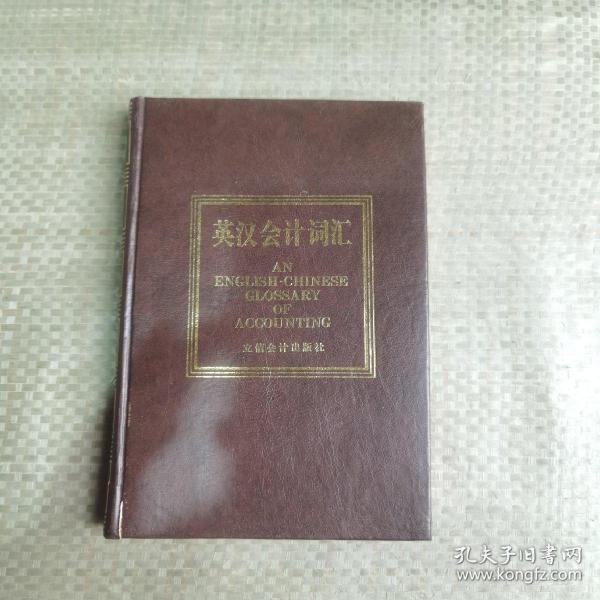 英汉会计词汇
AN
ENGLISH-CHINESE
GLOSSARY
OF
ACCOUNTING
立信会计出版社
孔夫子旧书网
www.kongfz.com